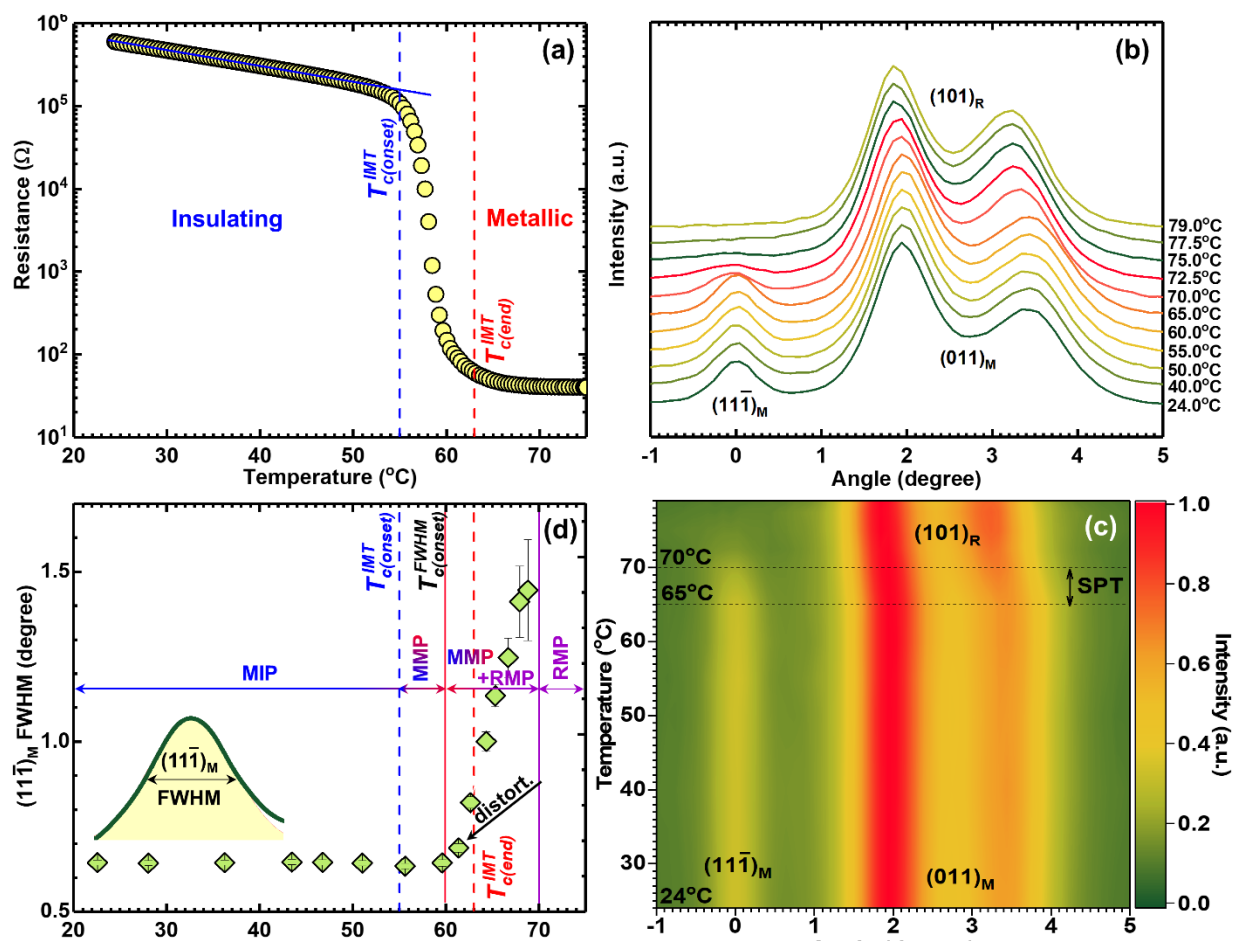 (a)
10⁶
10⁵
10⁴
10³
10²
10¹
Resistance (Ω)
Insulating
Metallic
T_c(onset)^IMT
T_c(end)^IMT
20 30 40 50 60 70
Temperature (°C)
(b)
(101)_R
(011)_M
(111̄)_M
Intensity (a.u.)
79.0°C
77.5°C
75.0°C
72.5°C
70.0°C
65.0°C
60.0°C
55.0°C
50.0°C
40.0°C
24.0°C
-1 0 1 2 3 4 5
Angle (degree)
(d)
1.5
1.0
0.5
(111̄)_M FWHM (degree)
T_c(onset)^IMT
T_c(onset)^FWHM
MIP
MMP
MMP
+RMP
RMP
(111̄)_M
FWHM
distort.
T_c(end)^IMT
20 30 40 50 60 70
(c)
(101)_R
70°C
65°C
SPT
(111̄)_M
(011)_M
24°C
70
60
50
40
30
Temperature (°C)
-1 0 1 2 3 4 5
1.0
0.8
0.6
0.4
0.2
0.0
Intensity (a.u.)